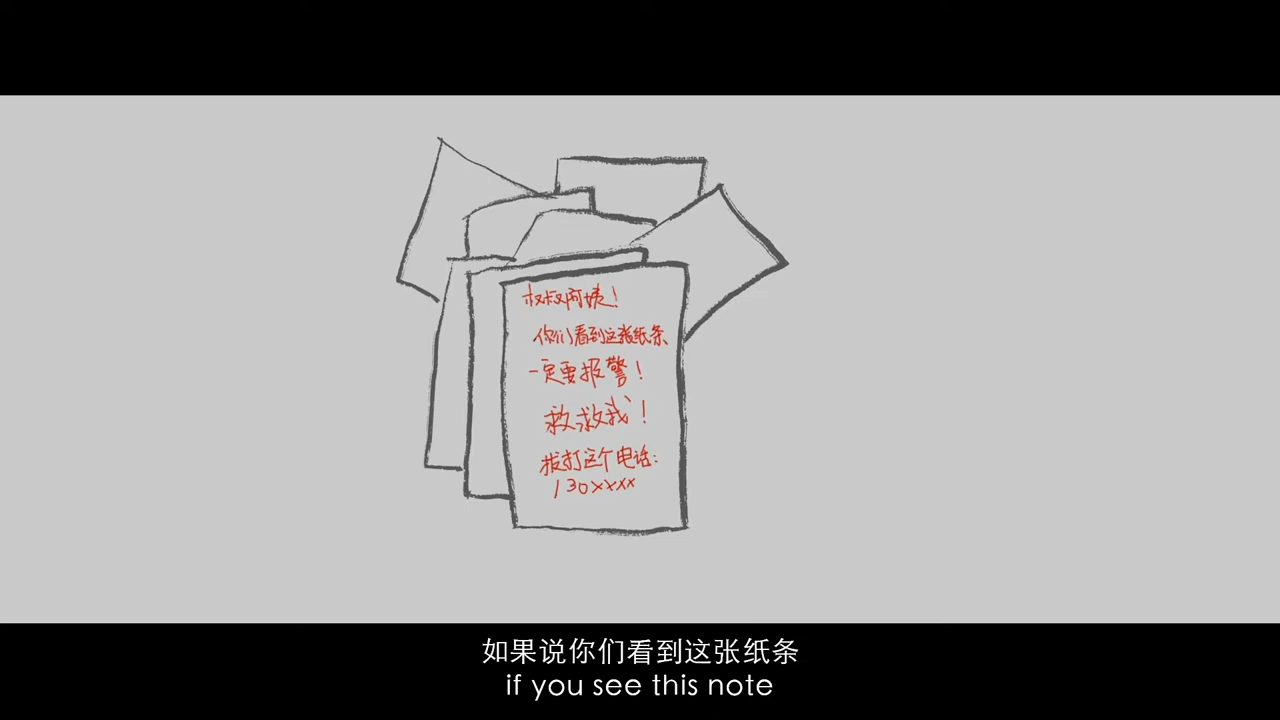 叔叔阿姨！
你们看到这张纸条
一定要报警！
救救我！
拨打这个电话：
130xxxx
如果说你们看到这张纸条
if you see this note